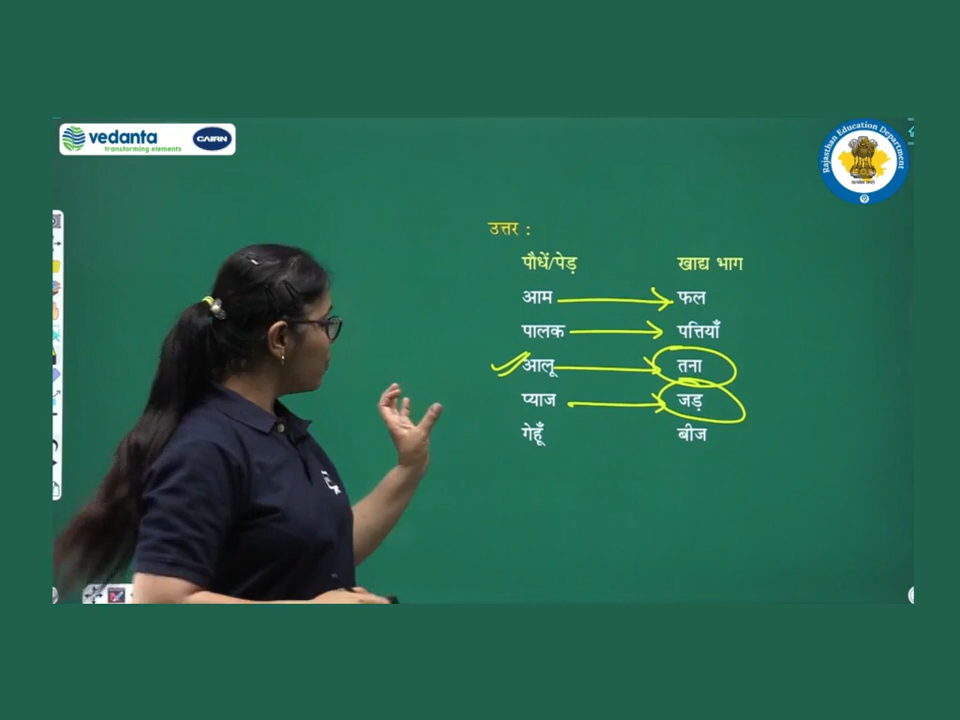 vedanta
transforming elements
CAIRN
Rajasthan Education Department
उत्तर :
पौधें/पेड़ खाद्य भाग
आम फल
पालक पत्तियाँ
आलू तना
प्याज जड़
गेहूँ बीज